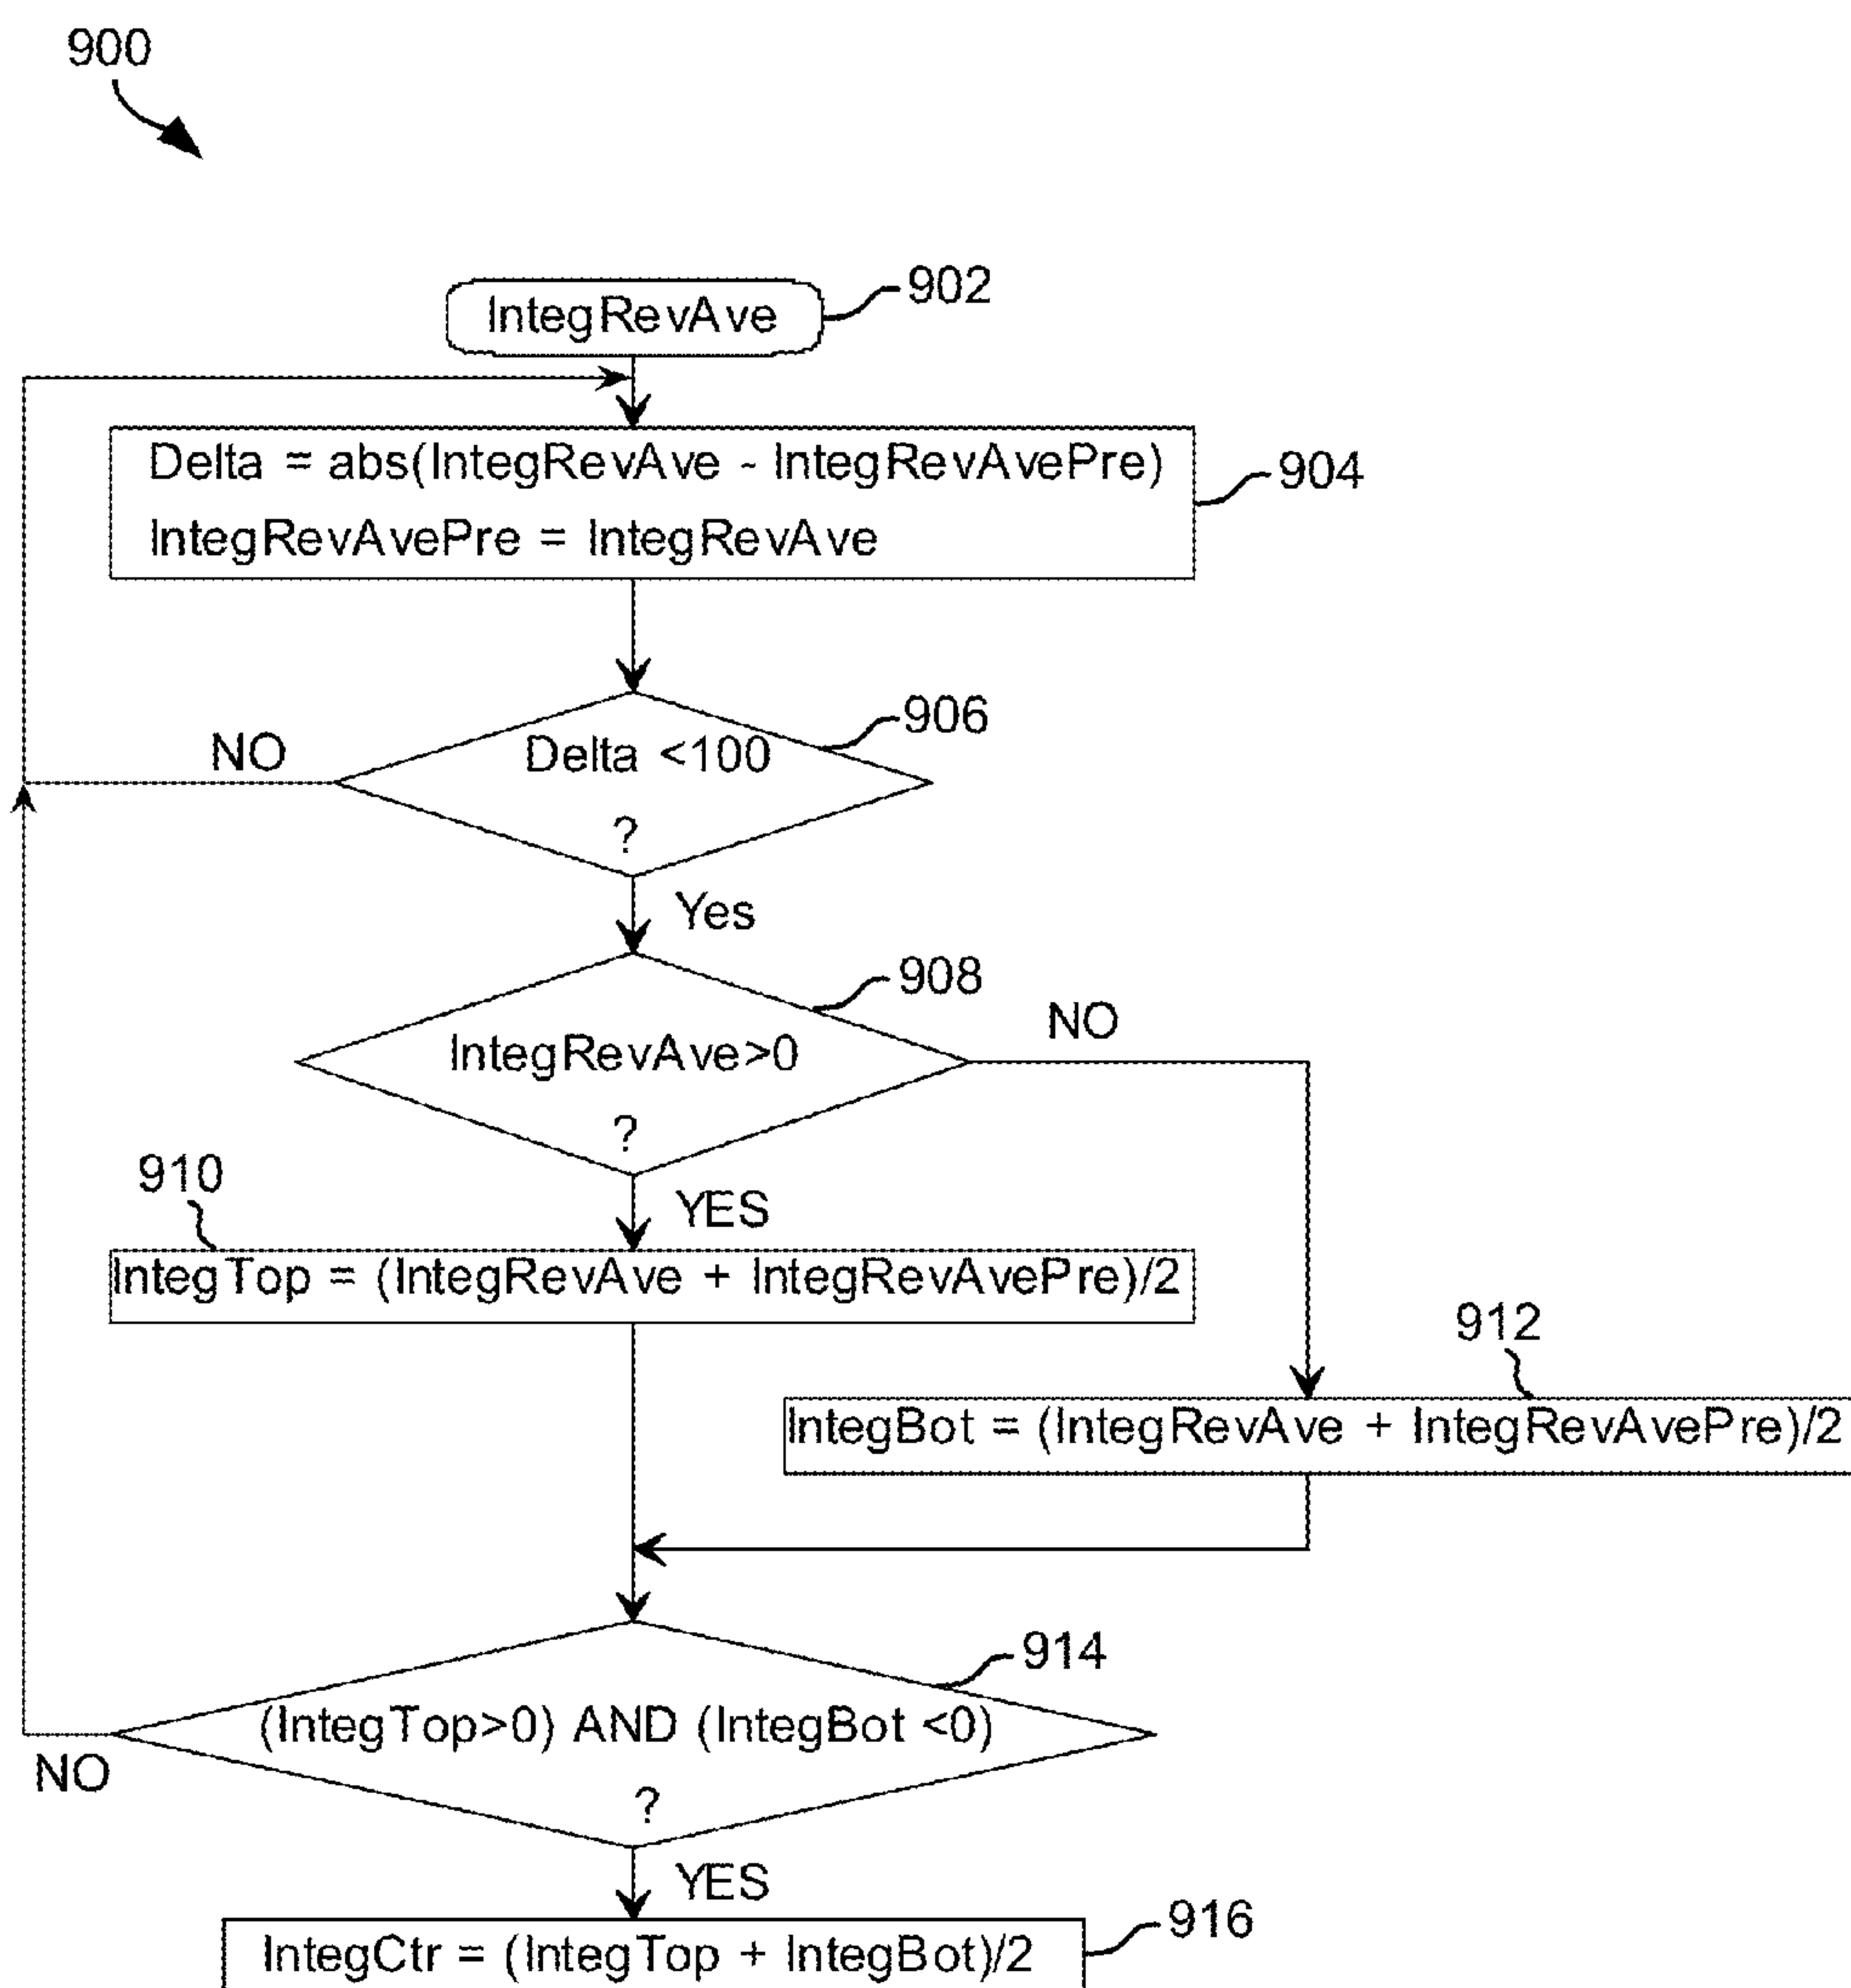 900
902
IntegRevAve
Delta = abs(IntegRevAve - IntegRevAvePre)
IntegRevAvePre = IntegRevAve
904
906
NO
Delta <100
?
Yes
908
NO
IntegRevAve>0
?
910
YES
IntegTop = (IntegRevAve + IntegRevAvePre)/2
912
IntegBot = (IntegRevAve + IntegRevAvePre)/2
914
(IntegTop>0) AND (IntegBot <0)
NO
?
YES
916
IntegCtr = (IntegTop + IntegBot)/2